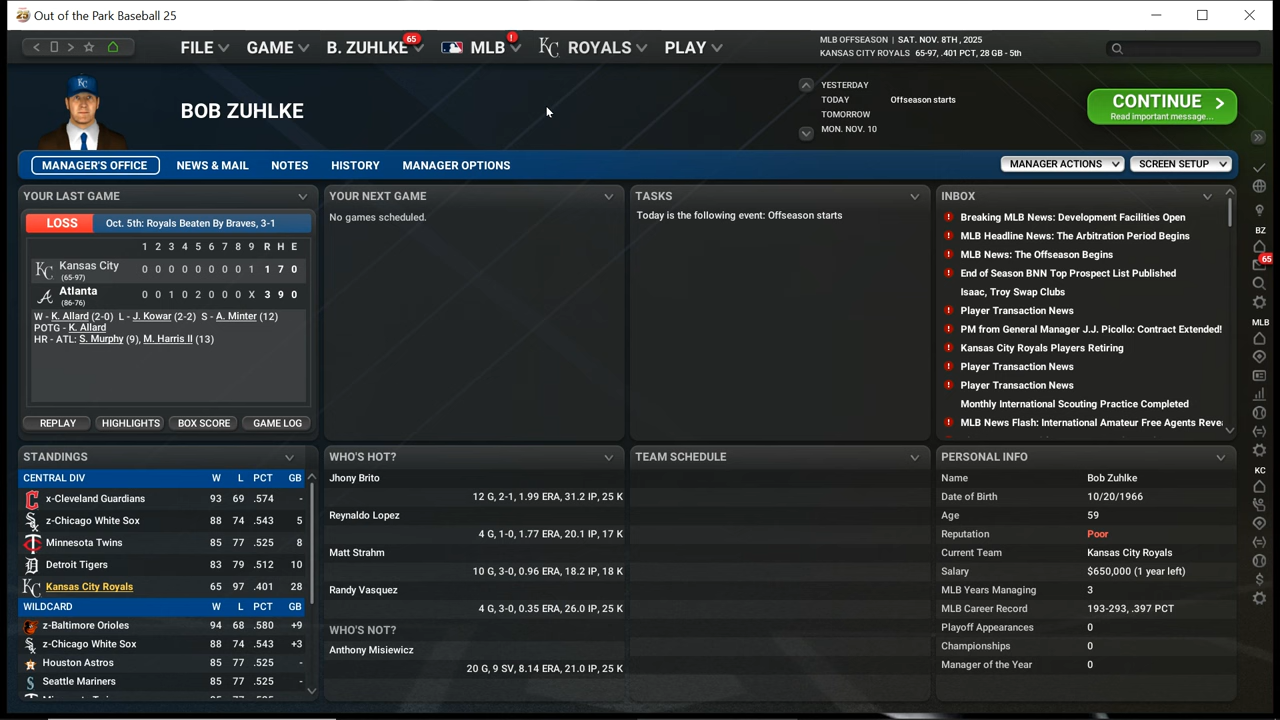 Out of the Park Baseball 25
FILE
GAME
B. ZUHLKE
65
MLB
!
ROYALS
PLAY
MLB OFFSEASON | SAT. NOV. 8TH , 2025
KANSAS CITY ROYALS 65-97, .401 PCT, 28 GB - 5th
BOB ZUHLKE
YESTERDAY
TODAY Offseason starts
TOMORROW
MON. NOV. 10
CONTINUE
Read important message...
MANAGER'S OFFICE
NEWS & MAIL
NOTES
HISTORY
MANAGER OPTIONS
MANAGER ACTIONS
SCREEN SETUP
YOUR LAST GAME
LOSS Oct. 5th: Royals Beaten By Braves, 3-1
1 2 3 4 5 6 7 8 9 R H E
Kansas City 0 0 0 0 0 0 0 0 1 1 7 0
(65-97)
Atlanta 0 0 1 0 2 0 0 0 X 3 9 0
(86-76)
W - K. Allard (2-0) L - J. Kowar (2-2) S - A. Minter (12)
POTG - K. Allard
HR - ATL: S. Murphy (9), M. Harris II (13)
REPLAY
HIGHLIGHTS
BOX SCORE
GAME LOG
YOUR NEXT GAME
No games scheduled.
TASKS
Today is the following event: Offseason starts
INBOX
Breaking MLB News: Development Facilities Open
MLB Headline News: The Arbitration Period Begins
MLB News: The Offseason Begins
End of Season BNN Top Prospect List Published
Isaac, Troy Swap Clubs
Player Transaction News
PM from General Manager J.J. Picollo: Contract Extended!
Kansas City Royals Players Retiring
Player Transaction News
Player Transaction News
Monthly International Scouting Practice Completed
MLB News Flash: International Amateur Free Agents Reve
STANDINGS
CENTRAL DIV W L PCT GB
x-Cleveland Guardians 93 69 .574 -
z-Chicago White Sox 88 74 .543 5
Minnesota Twins 85 77 .525 8
Detroit Tigers 83 79 .512 10
Kansas City Royals 65 97 .401 28
WILDCARD W L PCT GB
z-Baltimore Orioles 94 68 .580 +9
z-Chicago White Sox 88 74 .543 +3
Houston Astros 85 77 .525 -
Seattle Mariners 85 77 .525 -
WHO'S HOT?
Jhony Brito
12 G, 2-1, 1.99 ERA, 31.2 IP, 25 K
Reynaldo Lopez
4 G, 1-0, 1.77 ERA, 20.1 IP, 17 K
Matt Strahm
10 G, 3-0, 0.96 ERA, 18.2 IP, 18 K
Randy Vasquez
4 G, 3-0, 0.35 ERA, 26.0 IP, 25 K
WHO'S NOT?
Anthony Misiewicz
20 G, 9 SV, 8.14 ERA, 21.0 IP, 25 K
TEAM SCHEDULE
PERSONAL INFO
Name Bob Zuhlke
Date of Birth 10/20/1966
Age 59
Reputation Poor
Current Team Kansas City Royals
Salary $650,000 (1 year left)
MLB Years Managing 3
MLB Career Record 193-293, .397 PCT
Playoff Appearances 0
Championships 0
Manager of the Year 0
BZ
65
MLB
KC